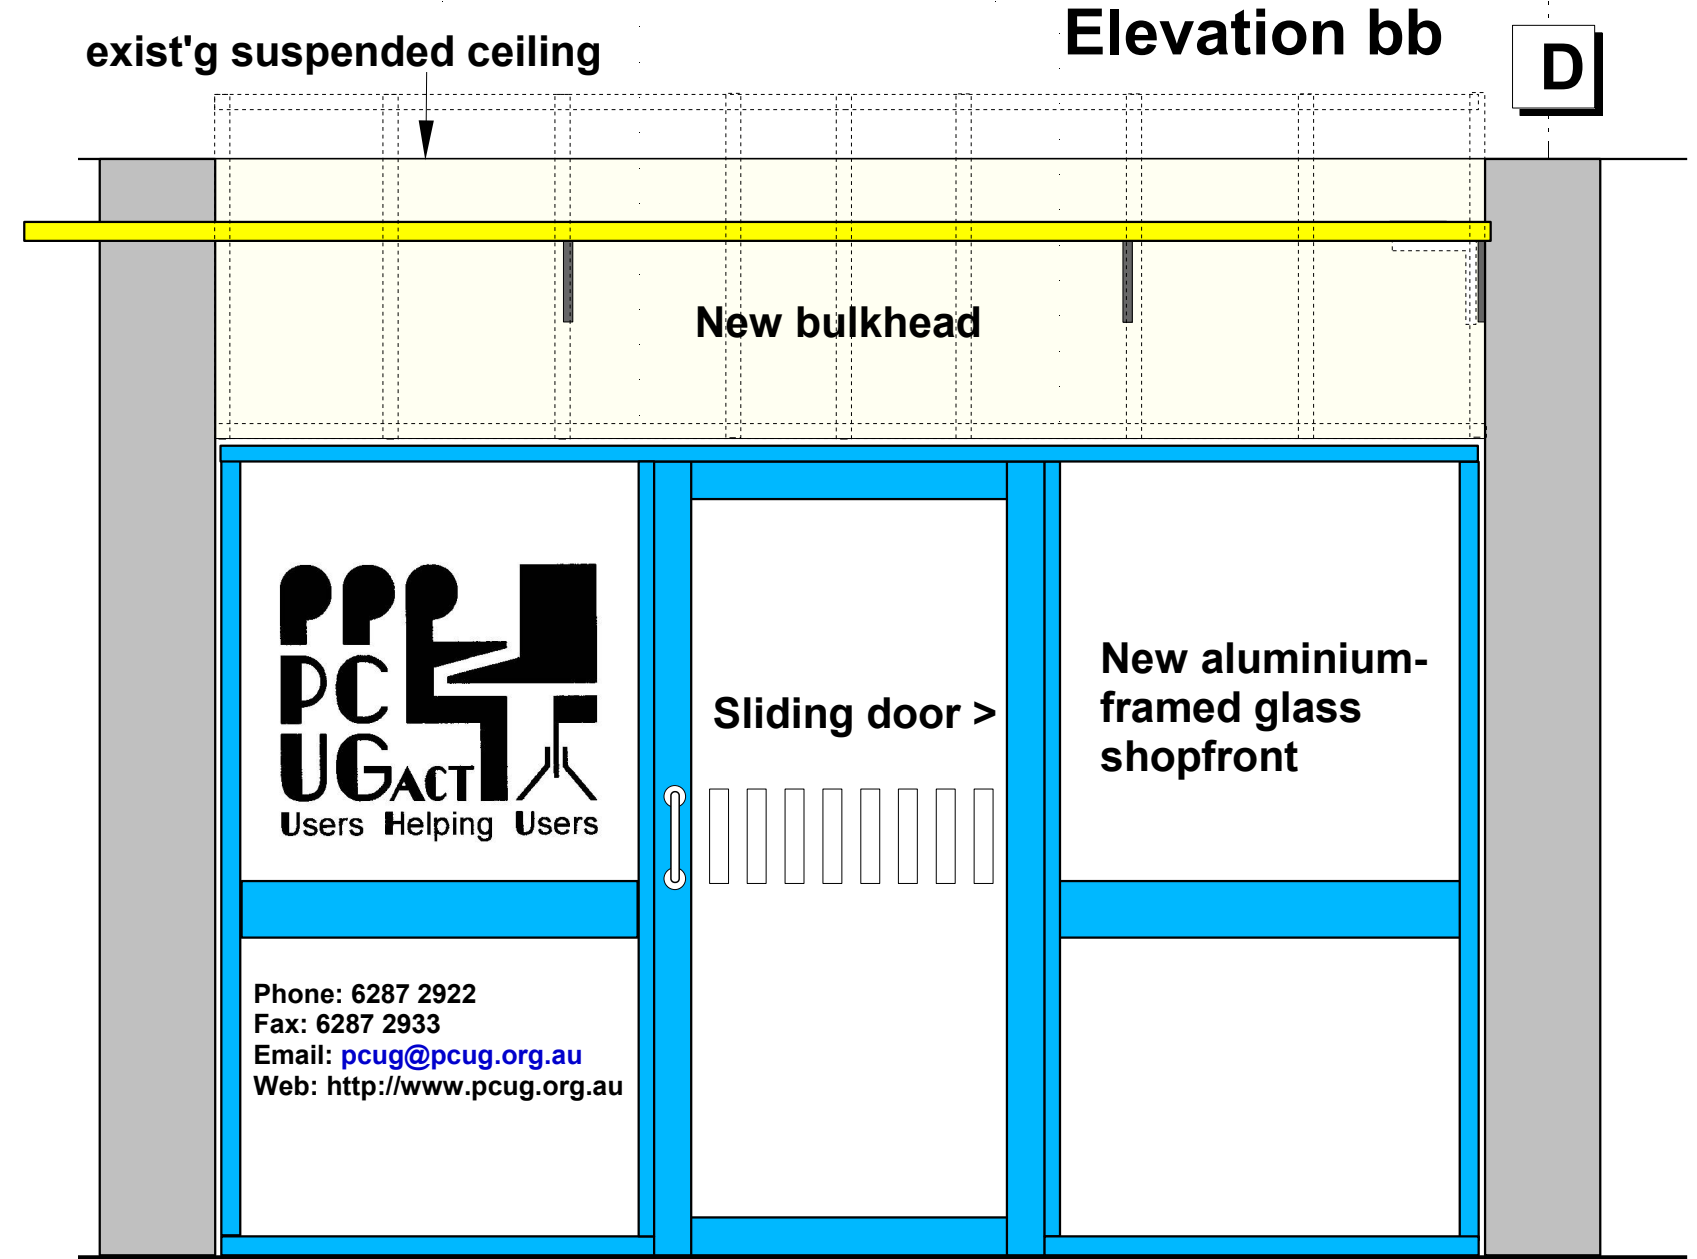 Elevation bb
D
exist'g suspended ceiling
New bulkhead
PPP
PC
UGACT
Users Helping Users
Sliding door >
New aluminium-
framed glass
shopfront
Phone: 6287 2922
Fax: 6287 2933
Email: pcug@pcug.org.au
Web: http://www.pcug.org.au